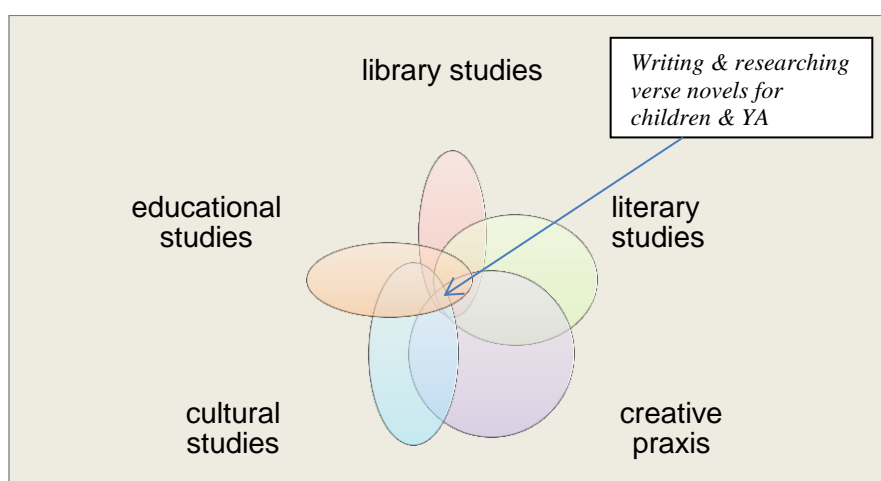 library studies
Writing & researching
verse novels for
children & YA
educational
studies
literary
studies
cultural
studies
creative
praxis